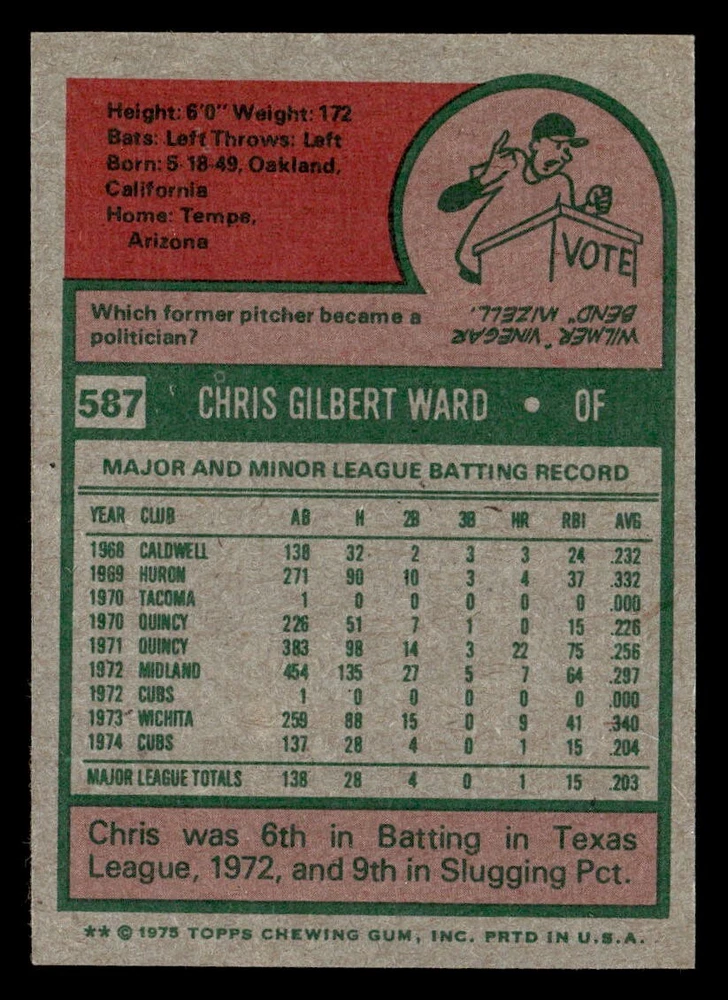 Height: 6'0" Weight: 172
Bats: Left Throws: Left
Born: 5-18-49, Oakland,
California
Home: Tempe,
Arizona
VOTE
Which former pitcher became a
politician?
WILMER "VINEGAR
BEND" MIZELL.
587 CHRIS GILBERT WARD • OF
MAJOR AND MINOR LEAGUE BATTING RECORD
YEAR CLUB AB H 2B 3B HR RBI AVG
1968 CALDWELL 138 32 2 3 3 24 .232
1969 HURON 271 90 10 3 4 37 .332
1970 TACOMA 1 0 0 0 0 0 .000
1970 QUINCY 226 51 7 1 0 15 .226
1971 QUINCY 383 98 14 3 22 75 .256
1972 MIDLAND 454 135 27 5 7 64 .297
1972 CUBS 1 0 0 0 0 0 .000
1973 WICHITA 259 88 15 0 9 41 .340
1974 CUBS 137 28 4 0 1 15 .204
MAJOR LEAGUE TOTALS 138 28 4 0 1 15 .203
Chris was 6th in Batting in Texas
League, 1972, and 9th in Slugging Pct.
** © 1975 TOPPS CHEWING GUM, INC. PRTD IN U.S.A.